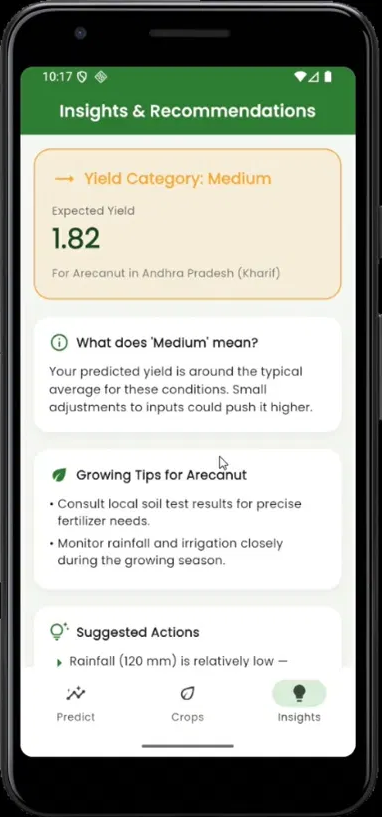 10:17
Insights & Recommendations
→ Yield Category: Medium
Expected Yield
1.82
For Arecanut in Andhra Pradesh (Kharif)
What does 'Medium' mean?
Your predicted yield is around the typical
average for these conditions. Small
adjustments to inputs could push it higher.
Growing Tips for Arecanut
• Consult local soil test results for precise
fertilizer needs.
• Monitor rainfall and irrigation closely
during the growing season.
Suggested Actions
Rainfall (120 mm) is relatively low —
Predict
Crops
Insights